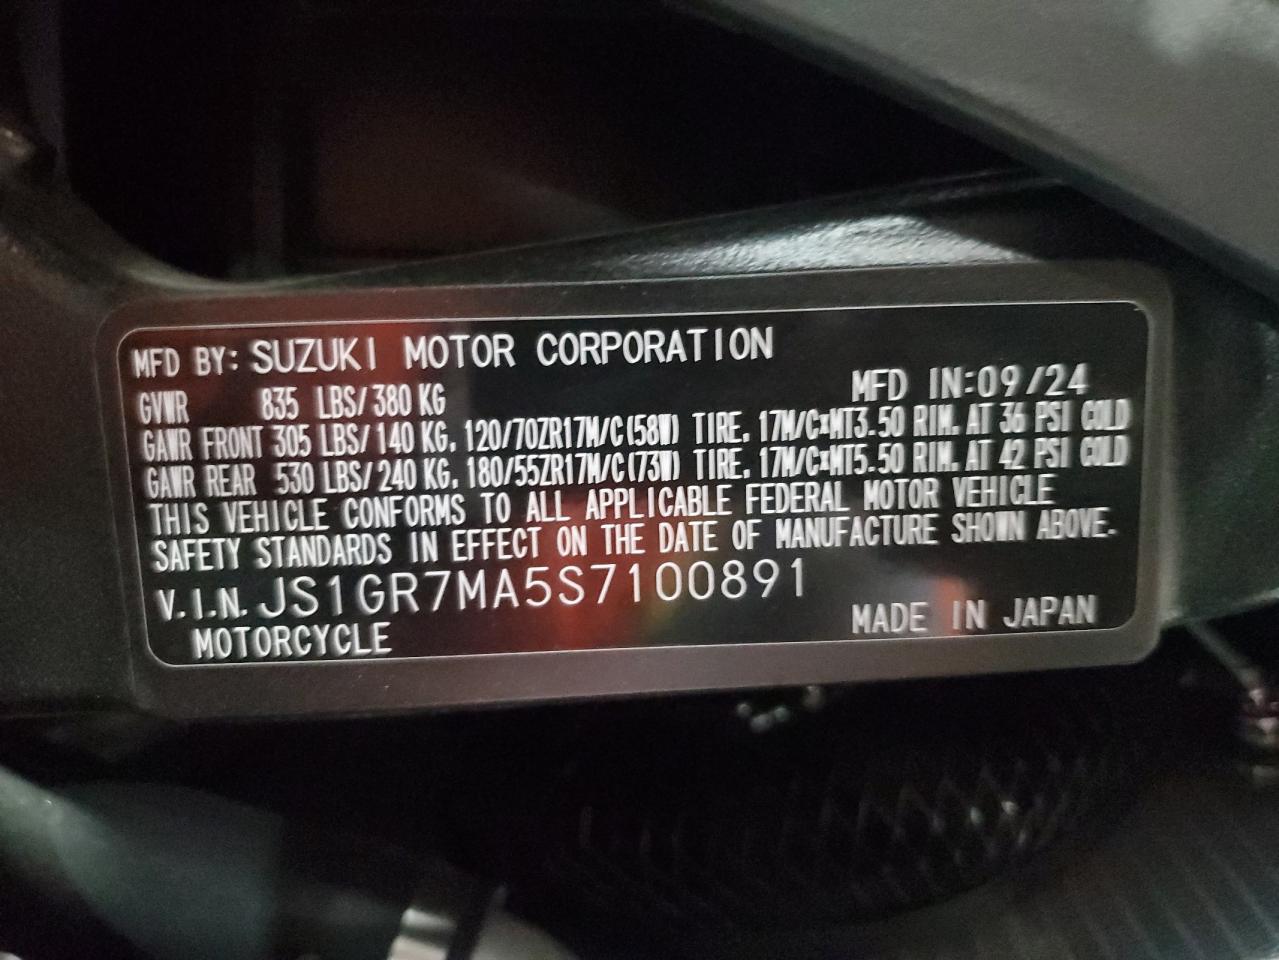 MFD BY: SUZUKI MOTOR CORPORATION
GVWR 835 LBS/380 KG MFD IN:09/24
GAWR FRONT 305 LBS/140 KG, 120/70ZR17M/C(58W) TIRE, 17M/C×MT3.50 RIM, AT 36 PSI COLD
GAWR REAR 530 LBS/240 KG, 180/55ZR17M/C(73W) TIRE, 17M/C×MT5.50 RIM, AT 42 PSI COLD
THIS VEHICLE CONFORMS TO ALL APPLICABLE FEDERAL MOTOR VEHICLE
SAFETY STANDARDS IN EFFECT ON THE DATE OF MANUFACTURE SHOWN ABOVE.
V.I.N. JS1GR7MA5S7100891
MOTORCYCLE MADE IN JAPAN